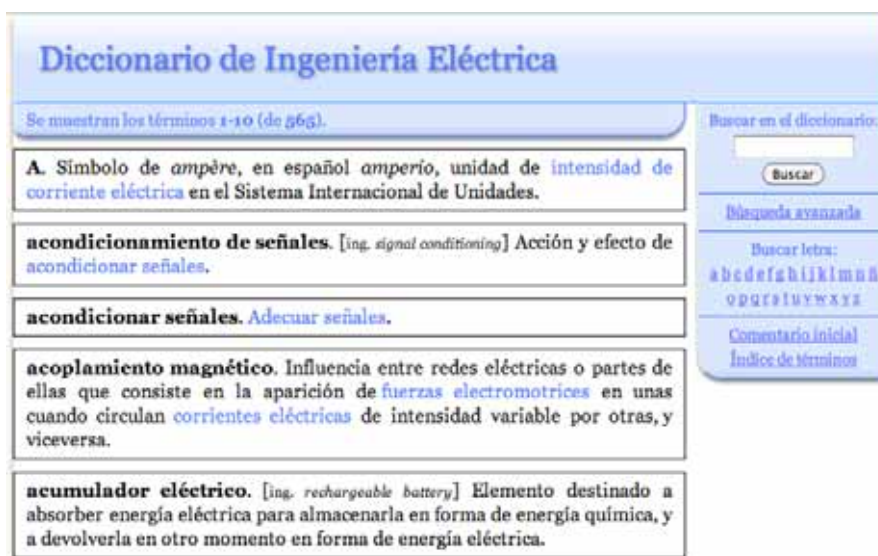 Diccionario de Ingeniería Eléctrica
Se muestran los términos 1-10 (de 565).
A. Símbolo de ampère, en español amperio, unidad de intensidad de
corriente eléctrica en el Sistema Internacional de Unidades.
acondicionamiento de señales. [ing. signal conditioning] Acción y efecto de
acondicionar señales.
acondicionar señales. Adecuar señales.
acoplamiento magnético. Influencia entre redes eléctricas o partes de
ellas que consiste en la aparición de fuerzas electromotrices en unas
cuando circulan corrientes eléctricas de intensidad variable por otras, y
viceversa.
acumulador eléctrico. [ing. rechargeable battery] Elemento destinado a
absorber energía eléctrica para almacenarla en forma de energía química, y
a devolverla en otro momento en forma de energía eléctrica.
Buscar en el diccionario:
Buscar
Búsqueda avanzada
Buscar letra:
a b c d e f g h i j k l m n ñ
o p q r s t u v w x y z
Comentario inicial
Índice de términos